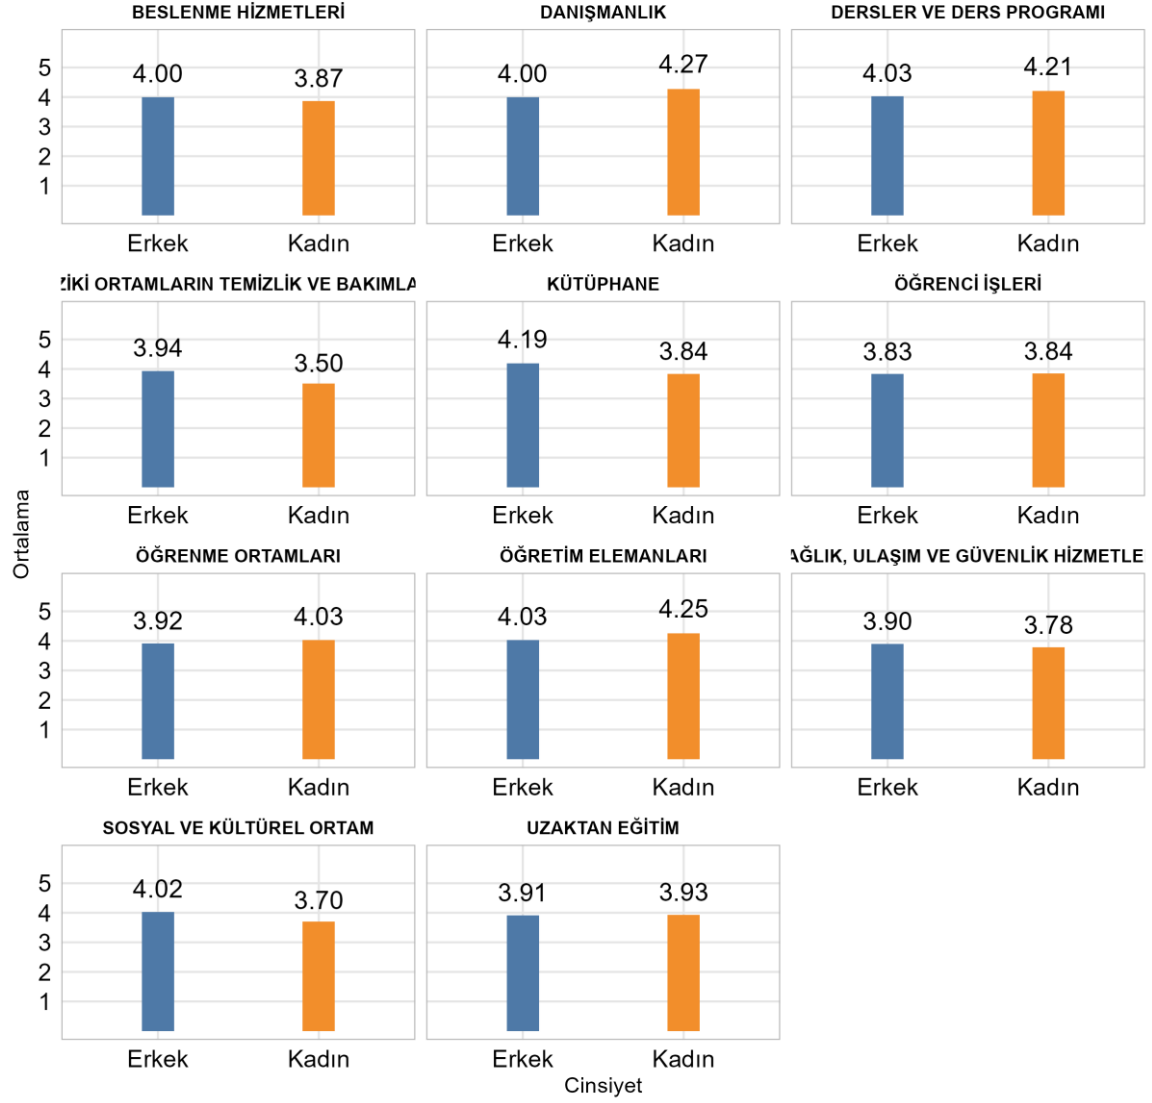 BESLENME HİZMETLERİ
DANIŞMANLIK
DERSLER VE DERS PROGRAMI
5
4
3
2
1
4.00
3.87
4.00
4.27
4.03
4.21
Erkek
Kadın
Erkek
Kadın
Erkek
Kadın
ZİKİ ORTAMLARIN TEMİZLİK VE BAKIMLA
KÜTÜPHANE
ÖĞRENCİ İŞLERİ
5
4
3
2
1
3.94
3.50
4.19
3.84
3.83
3.84
Erkek
Kadın
Erkek
Kadın
Erkek
Kadın
Ortalama
ÖĞRENME ORTAMLARI
ÖĞRETİM ELEMANLARI
AĞLIK, ULAŞIM VE GÜVENLİK HİZMETLE
5
4
3
2
1
3.92
4.03
4.03
4.25
3.90
3.78
Erkek
Kadın
Erkek
Kadın
Erkek
Kadın
SOSYAL VE KÜLTÜREL ORTAM
UZAKTAN EĞİTİM
5
4
3
2
1
4.02
3.70
3.91
3.93
Erkek
Kadın
Erkek
Kadın
Cinsiyet